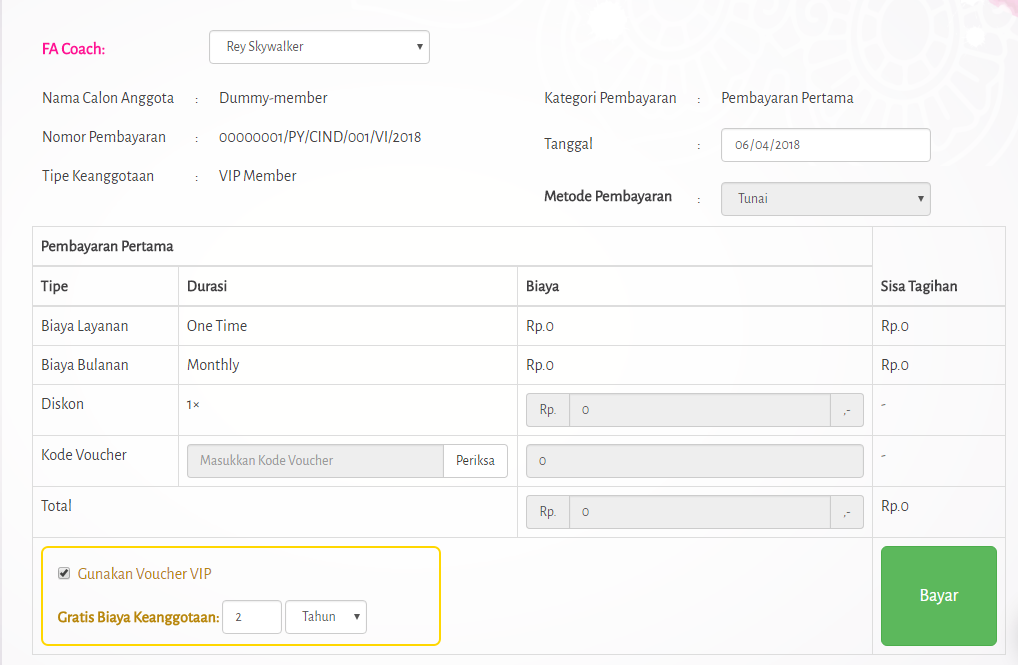 FA Coach: Rey Skywalker
Nama Calon Anggota : Dummy-member
Kategori Pembayaran : Pembayaran Pertama
Nomor Pembayaran : 00000001/PY/CIND/001/VI/2018
Tanggal : 06/04/2018
Tipe Keanggotaan : VIP Member
Metode Pembayaran : Tunai
Pembayaran Pertama
Tipe Durasi Biaya Sisa Tagihan
Biaya Layanan One Time Rp.0 Rp.0
Biaya Bulanan Monthly Rp.0 Rp.0
Diskon 1× Rp. 0 ,- -
Kode Voucher Masukkan Kode Voucher Periksa 0 -
Total Rp. 0 ,- Rp.0
Gunakan Voucher VIP
Gratis Biaya Keanggotaan: 2 Tahun
Bayar